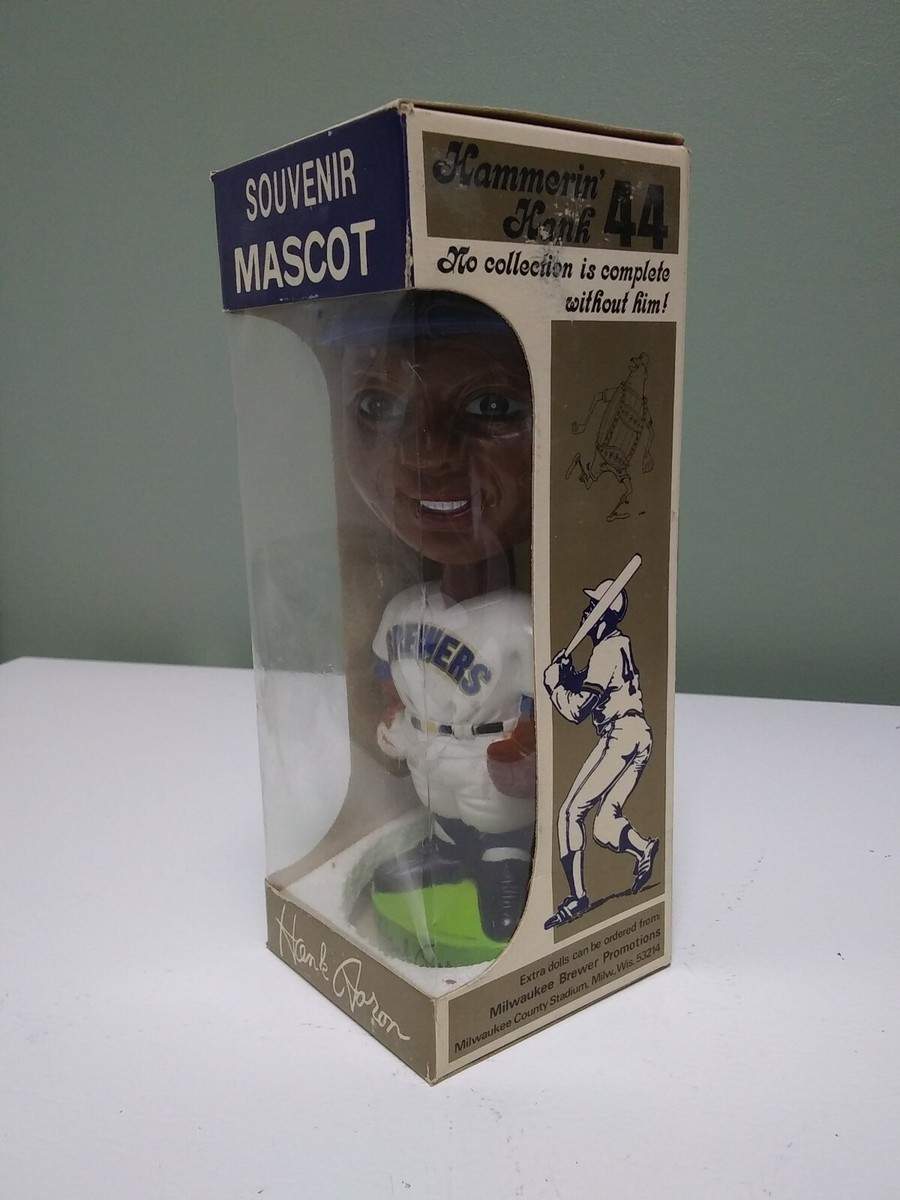 SOUVENIR
MASCOT
Hammerin'
Hank 44
No collection is complete
without him!
BREWERS
44
Extra dolls can be ordered from:
Milwaukee Brewer Promotions
Milwaukee County Stadium, Milw, Wis. 53214
Hank Aaron